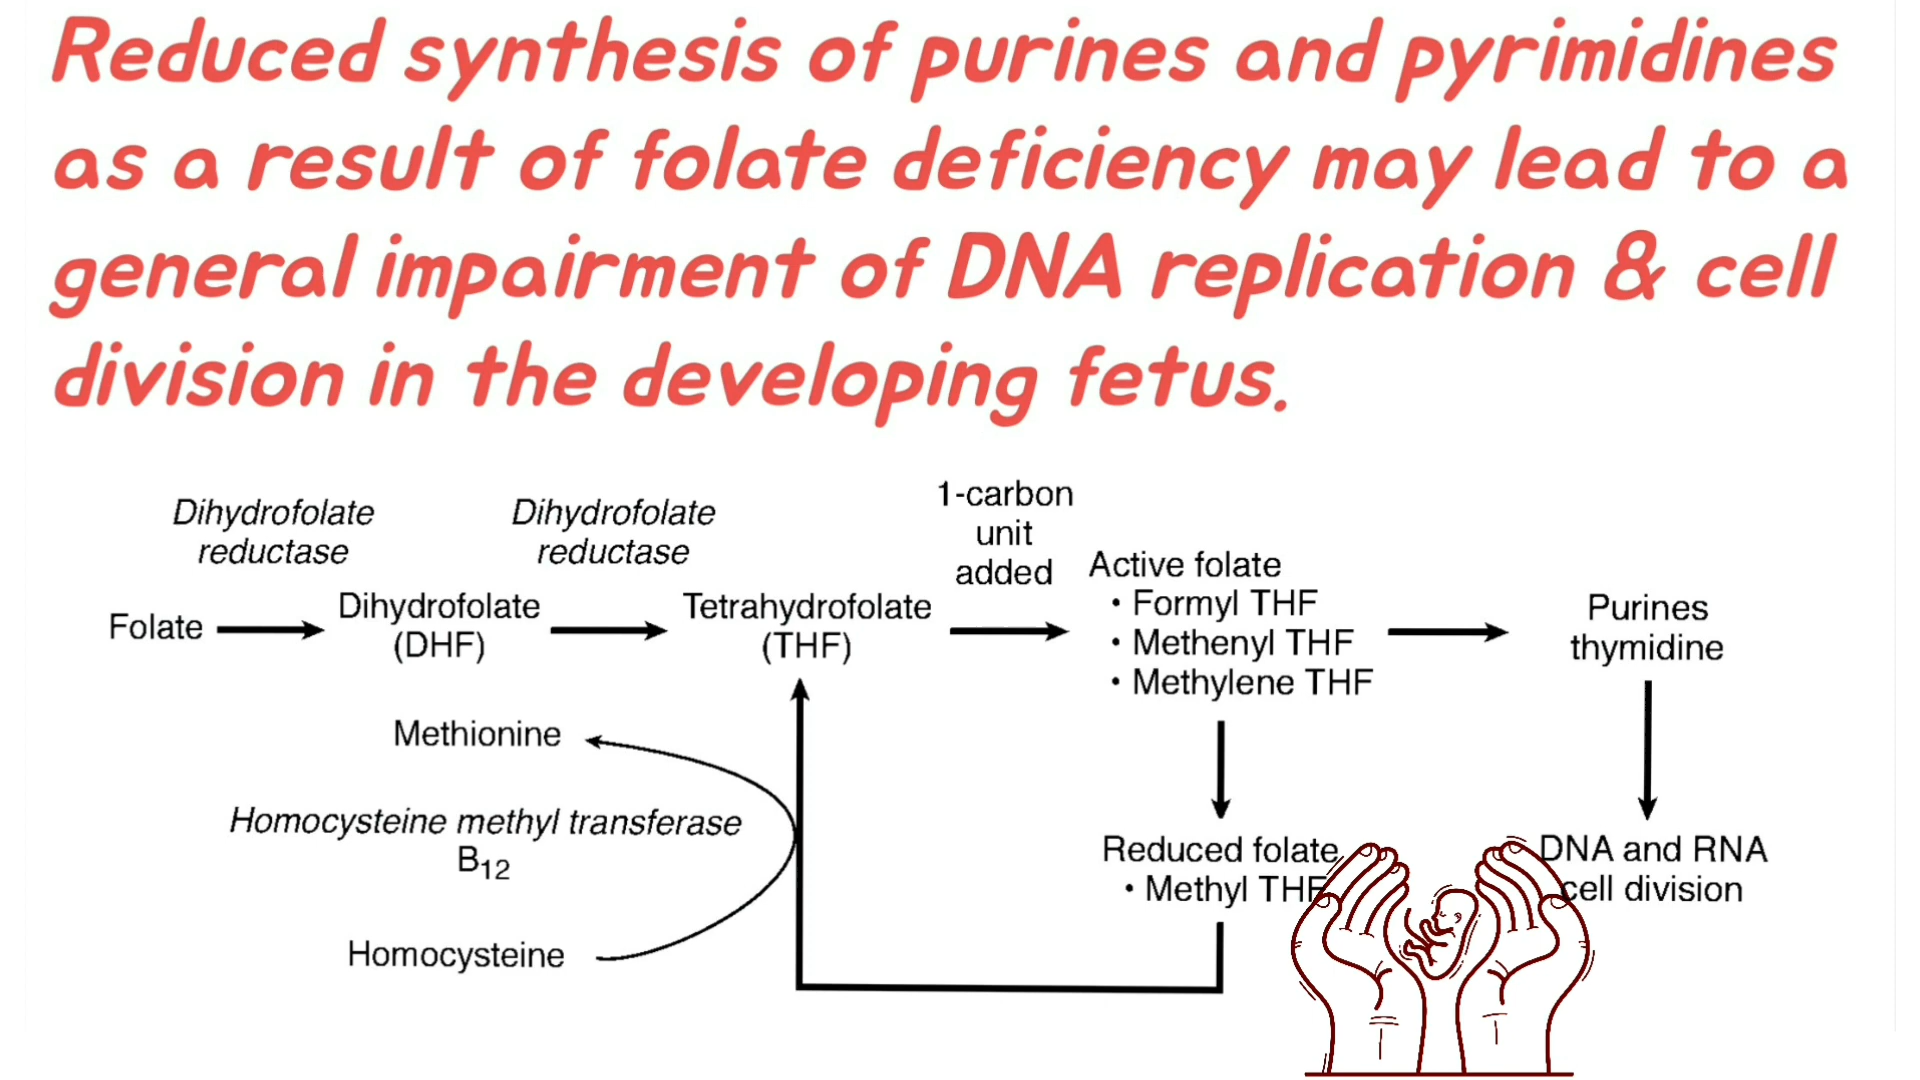 Reduced synthesis of purines and pyrimidines
as a result of folate deficiency may lead to a
general impairment of DNA replication & cell
division in the developing fetus.
Dihydrofolate
reductase
Dihydrofolate
reductase
1-carbon
unit
added
Folate
Dihydrofolate
(DHF)
Tetrahydrofolate
(THF)
Active folate
• Formyl THF
• Methenyl THF
• Methylene THF
Purines
thymidine
Methionine
Homocysteine methyl transferase
B12
Homocysteine
Reduced folate
• Methyl THF
DNA and RNA
cell division